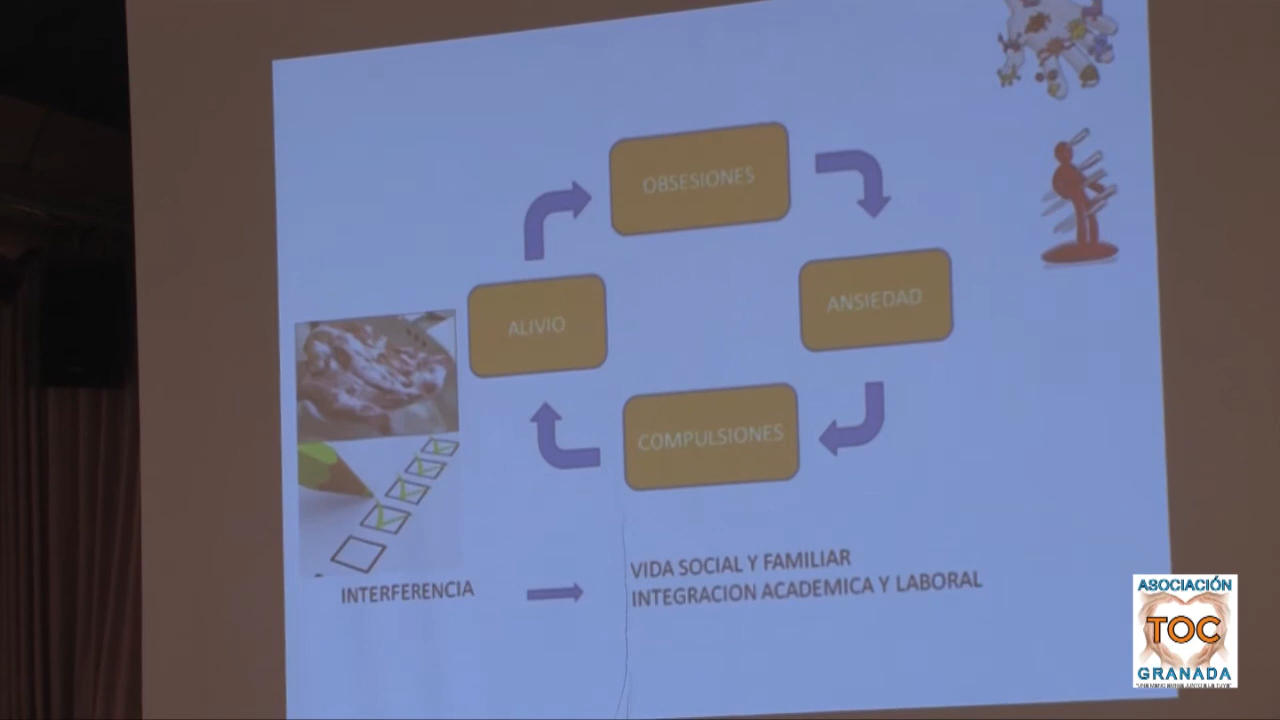 OBSESIONES
ANSIEDAD
ALIVIO
COMPULSIONES
INTERFERENCIA
VIDA SOCIAL Y FAMILIAR
INTEGRACION ACADEMICA Y LABORAL
ASOCIACIÓN
TOC
GRANADA